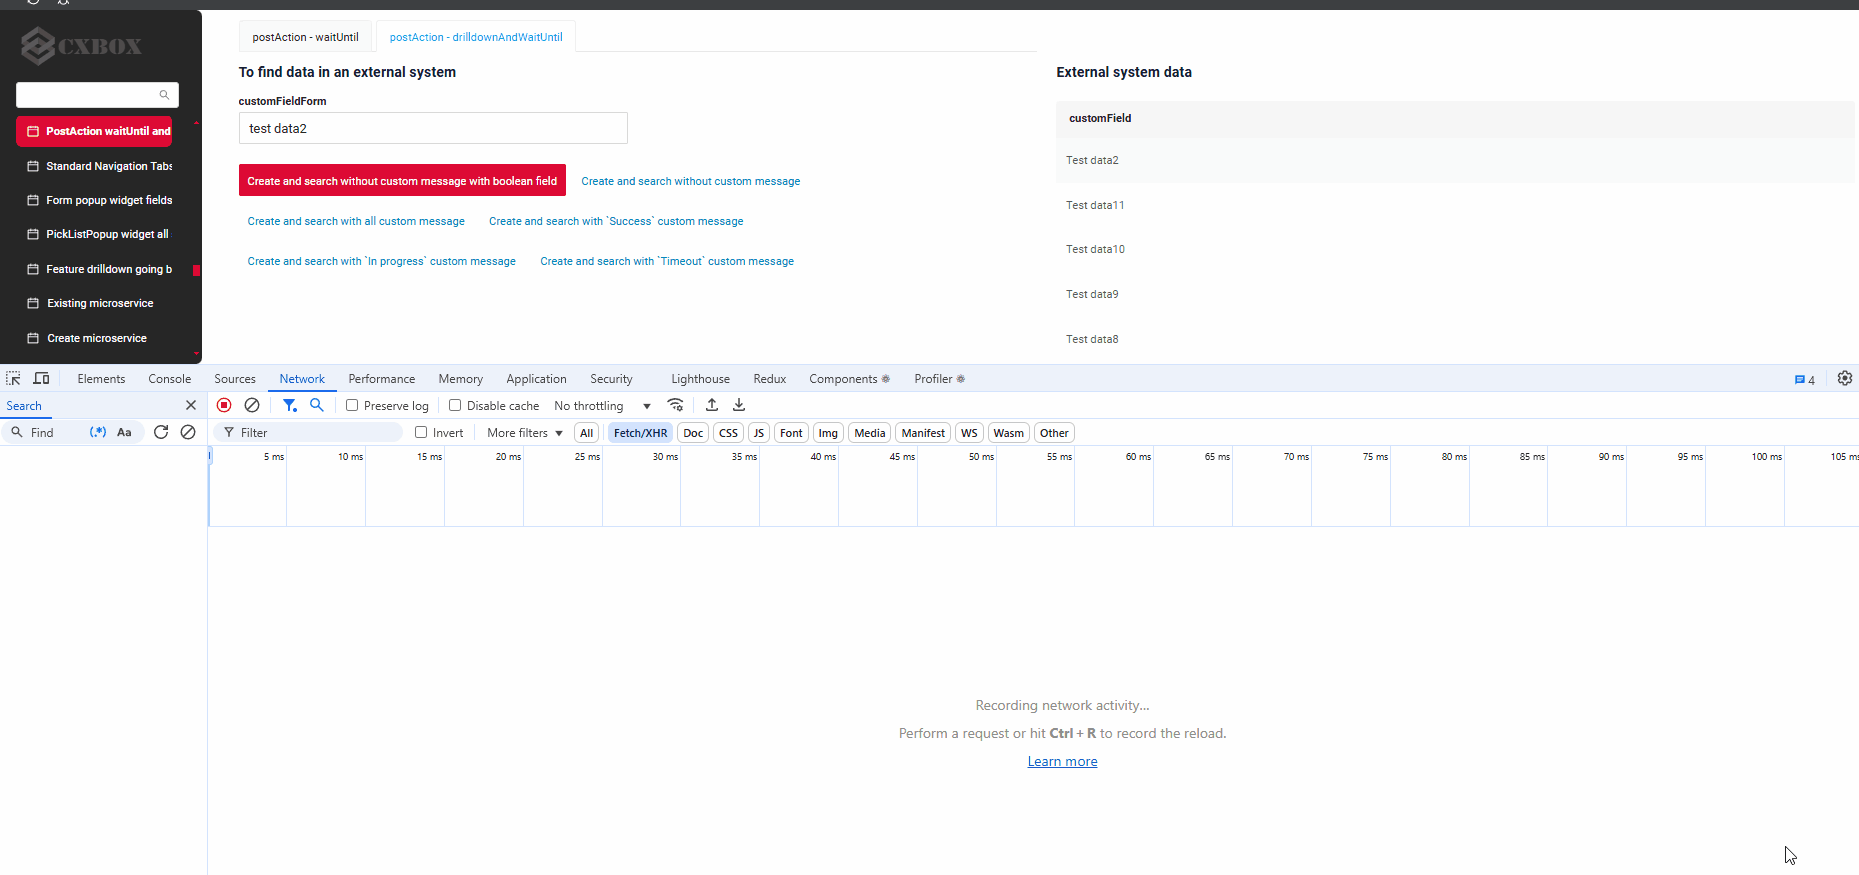 CXBOX
PostAction waitUntil and
Standard Navigation Tabs
Form popup widget fields
PickListPopup widget all
Feature drilldown going b
Existing microservice
Create microservice
postAction - waitUntil
postAction - drilldownAndWaitUntil
To find data in an external system
customFieldForm
test data2
Create and search without custom message with boolean field
Create and search without custom message
Create and search with all custom message
Create and search with `Success` custom message
Create and search with `In progress` custom message
Create and search with `Timeout` custom message
External system data
customField
Test data2
Test data11
Test data10
Test data9
Test data8
Elements Console Sources Network Performance Memory Application Security Lighthouse Redux Components Profiler 4
Search
Preserve log Disable cache No throttling
Find (.*) Aa
Filter Invert More filters All Fetch/XHR Doc CSS JS Font Img Media Manifest WS Wasm Other
5 ms 10 ms 15 ms 20 ms 25 ms 30 ms 35 ms 40 ms 45 ms 50 ms 55 ms 60 ms 65 ms 70 ms 75 ms 80 ms 85 ms 90 ms 95 ms 100 ms 105 ms
Recording network activity...
Perform a request or hit Ctrl + R to record the reload.
Learn more